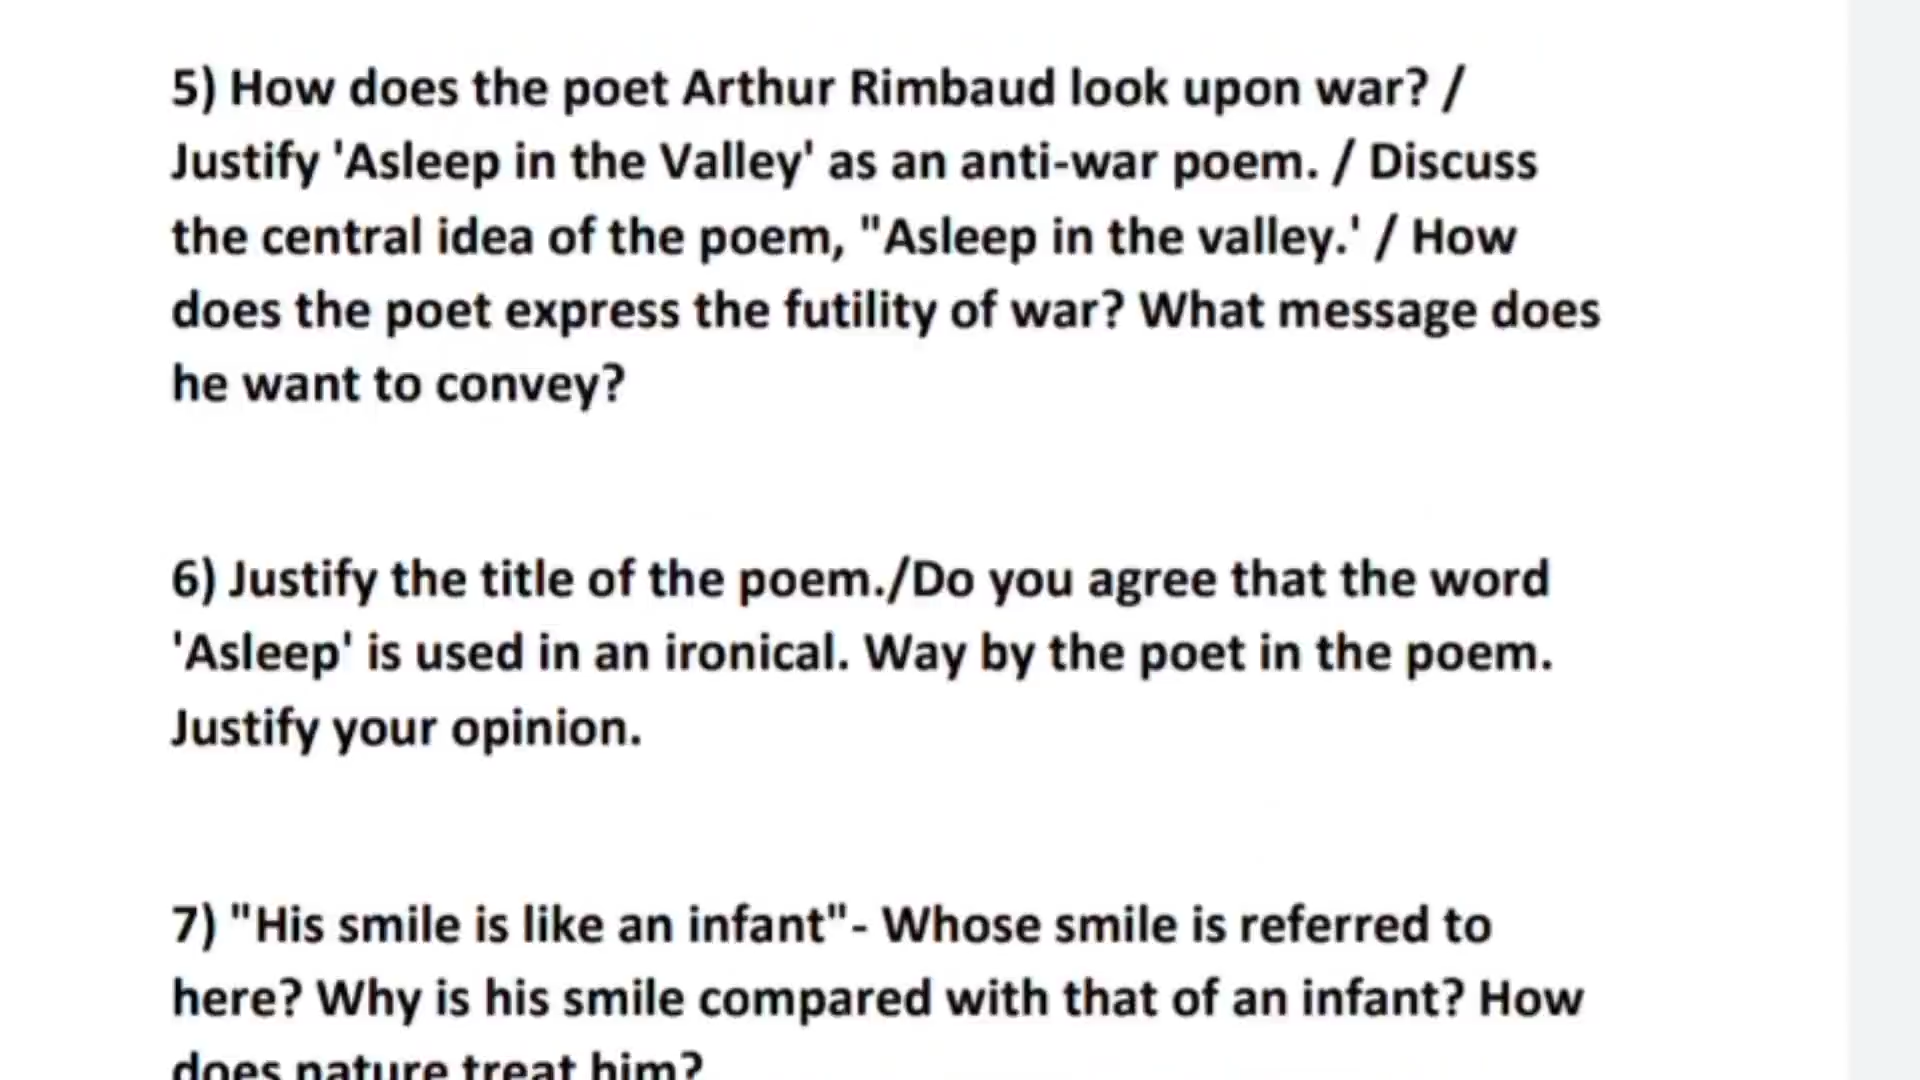 5) How does the poet Arthur Rimbaud look upon war? /
Justify 'Asleep in the Valley' as an anti-war poem. / Discuss
the central idea of the poem, "Asleep in the valley.' / How
does the poet express the futility of war? What message does
he want to convey?
6) Justify the title of the poem./Do you agree that the word
'Asleep' is used in an ironical. Way by the poet in the poem.
Justify your opinion.
7) "His smile is like an infant"- Whose smile is referred to
here? Why is his smile compared with that of an infant? How
does nature treat him?